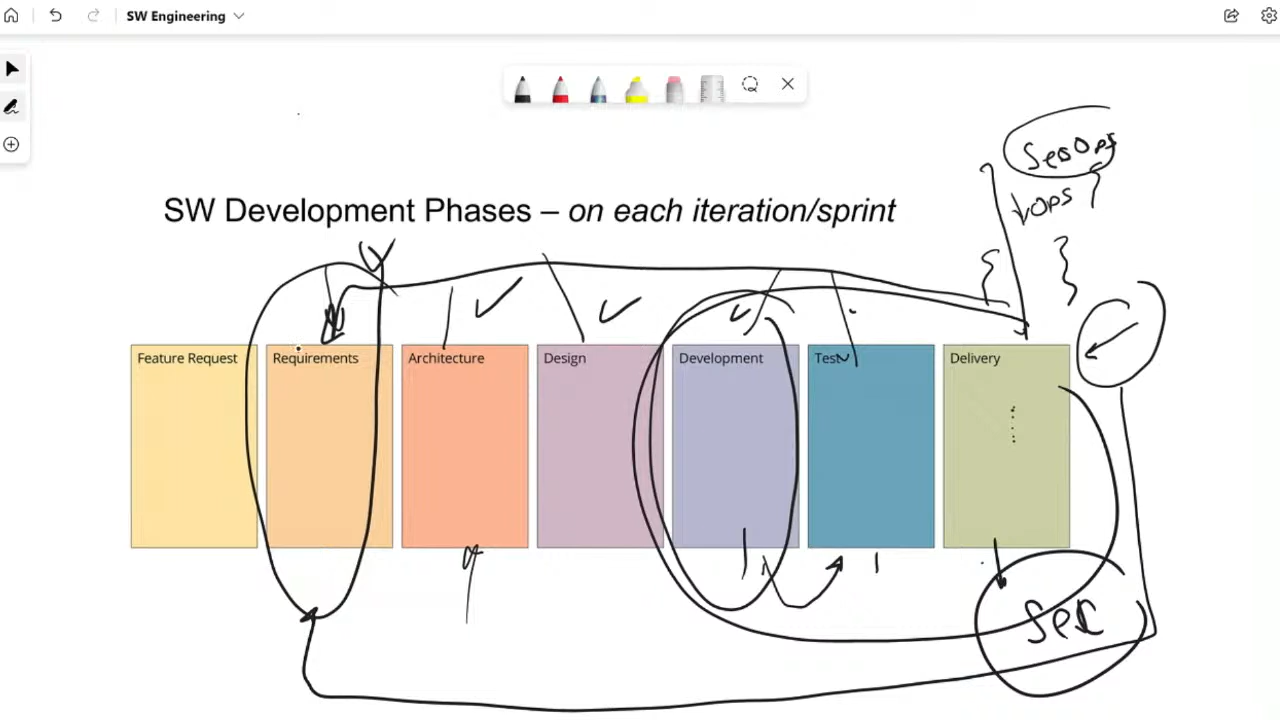 SW Engineering
SecOps
SW Development Phases – on each iteration/sprint
Feature Request
Requirements
Architecture
Design
Development
Test
Delivery
Sec